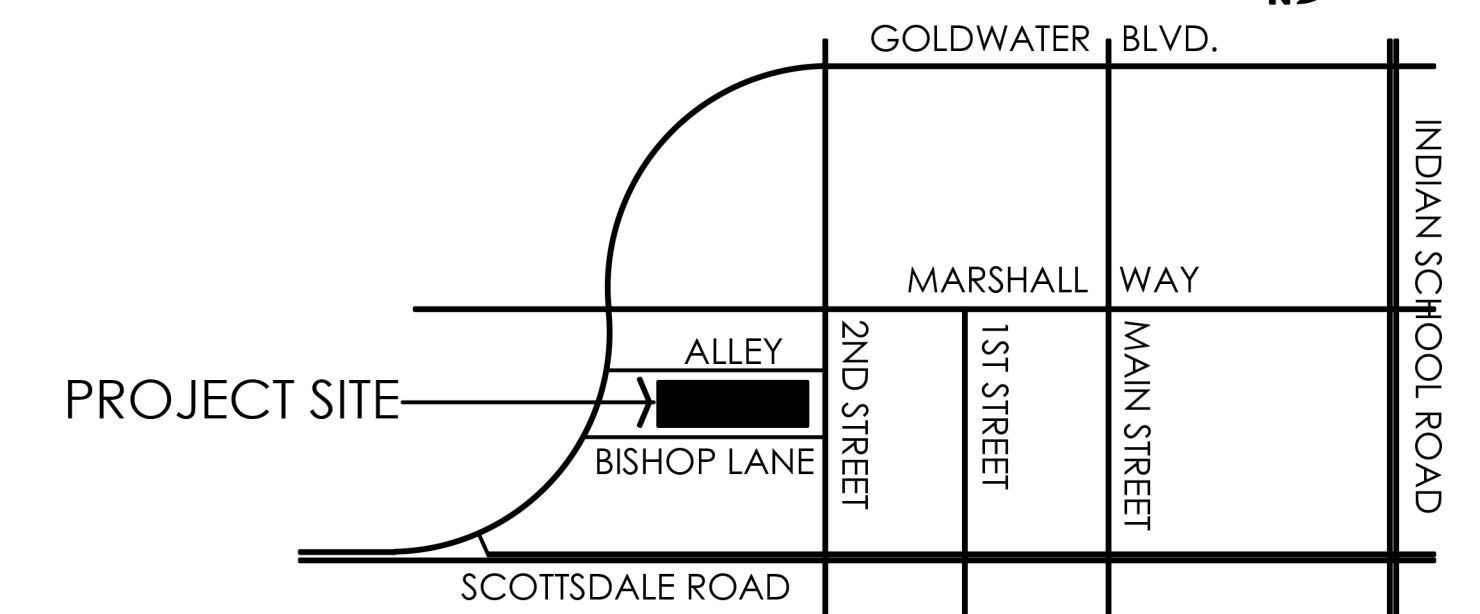 GOLDWATER BLVD.
INDIAN SCHOOL ROAD
MARSHALL WAY
2ND STREET
1ST STREET
MAIN STREET
ALLEY
PROJECT SITE
BISHOP LANE
SCOTTSDALE ROAD